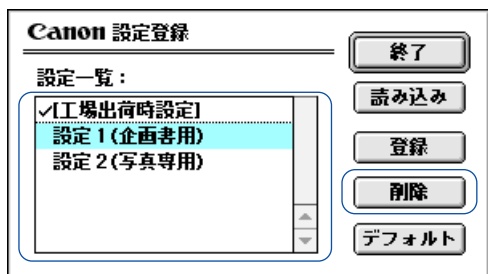 Canon 設定登録
設定一覧：
✓[工場出荷時設定]
設定１(企画書用)
設定２(写真専用)
終了
読み込み
登録
削除
デフォルト